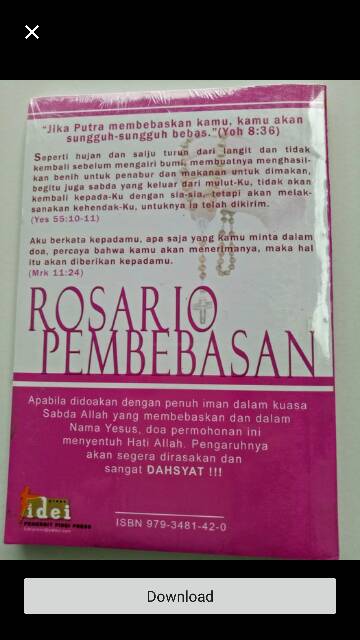 "Jika Putra membebaskan kamu, kamu akan
sungguh-sungguh bebas."(Yoh 8:36)
Seperti hujan dan salju turun dari langit dan tidak
kembali sebelum mengairi bumi, membuatnya menghasil-
kan benih untuk penabur dan makanan untuk dimakan,
begitu juga sabda yang keluar dari mulut-Ku, tidak akan
kembali kepada-Ku dengan sia-sia, tetapi akan melak-
sanakan kehendak-Ku, untuknya ia telah dikirim.
(Yes 55:10-11)
Aku berkata kepadamu, apa saja yang kamu minta dalam
doa, percaya bahwa kamu akan menerimanya, maka hal
itu akan diberikan kepadamu.
(Mrk 11:24)
ROSARIO
PEMBEBASAN
Apabila didoakan dengan penuh iman dalam kuasa
Sabda Allah yang membebaskan dan dalam
Nama Yesus, doa permohonan ini
menyentuh Hati Allah. Pengaruhnya
akan segera dirasakan dan
sangat DAHSYAT !!!
fidei
PENERBIT FIDEI PRESS
ISBN 979-3481-42-0
Download